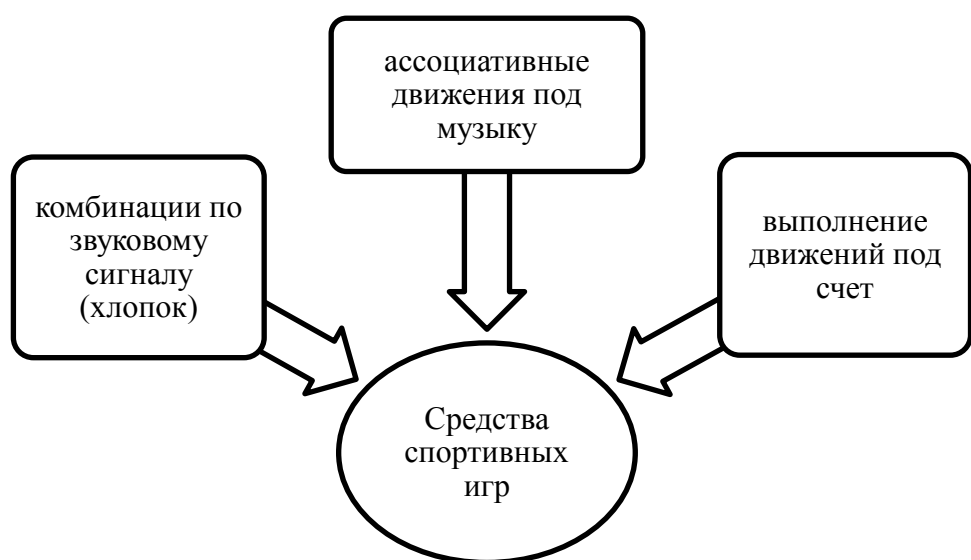 ассоциативные
движения под
музыку
комбинации по
звуковому
сигналу
(хлопок)
выполнение
движений под
счет
Средства
спортивных
игр